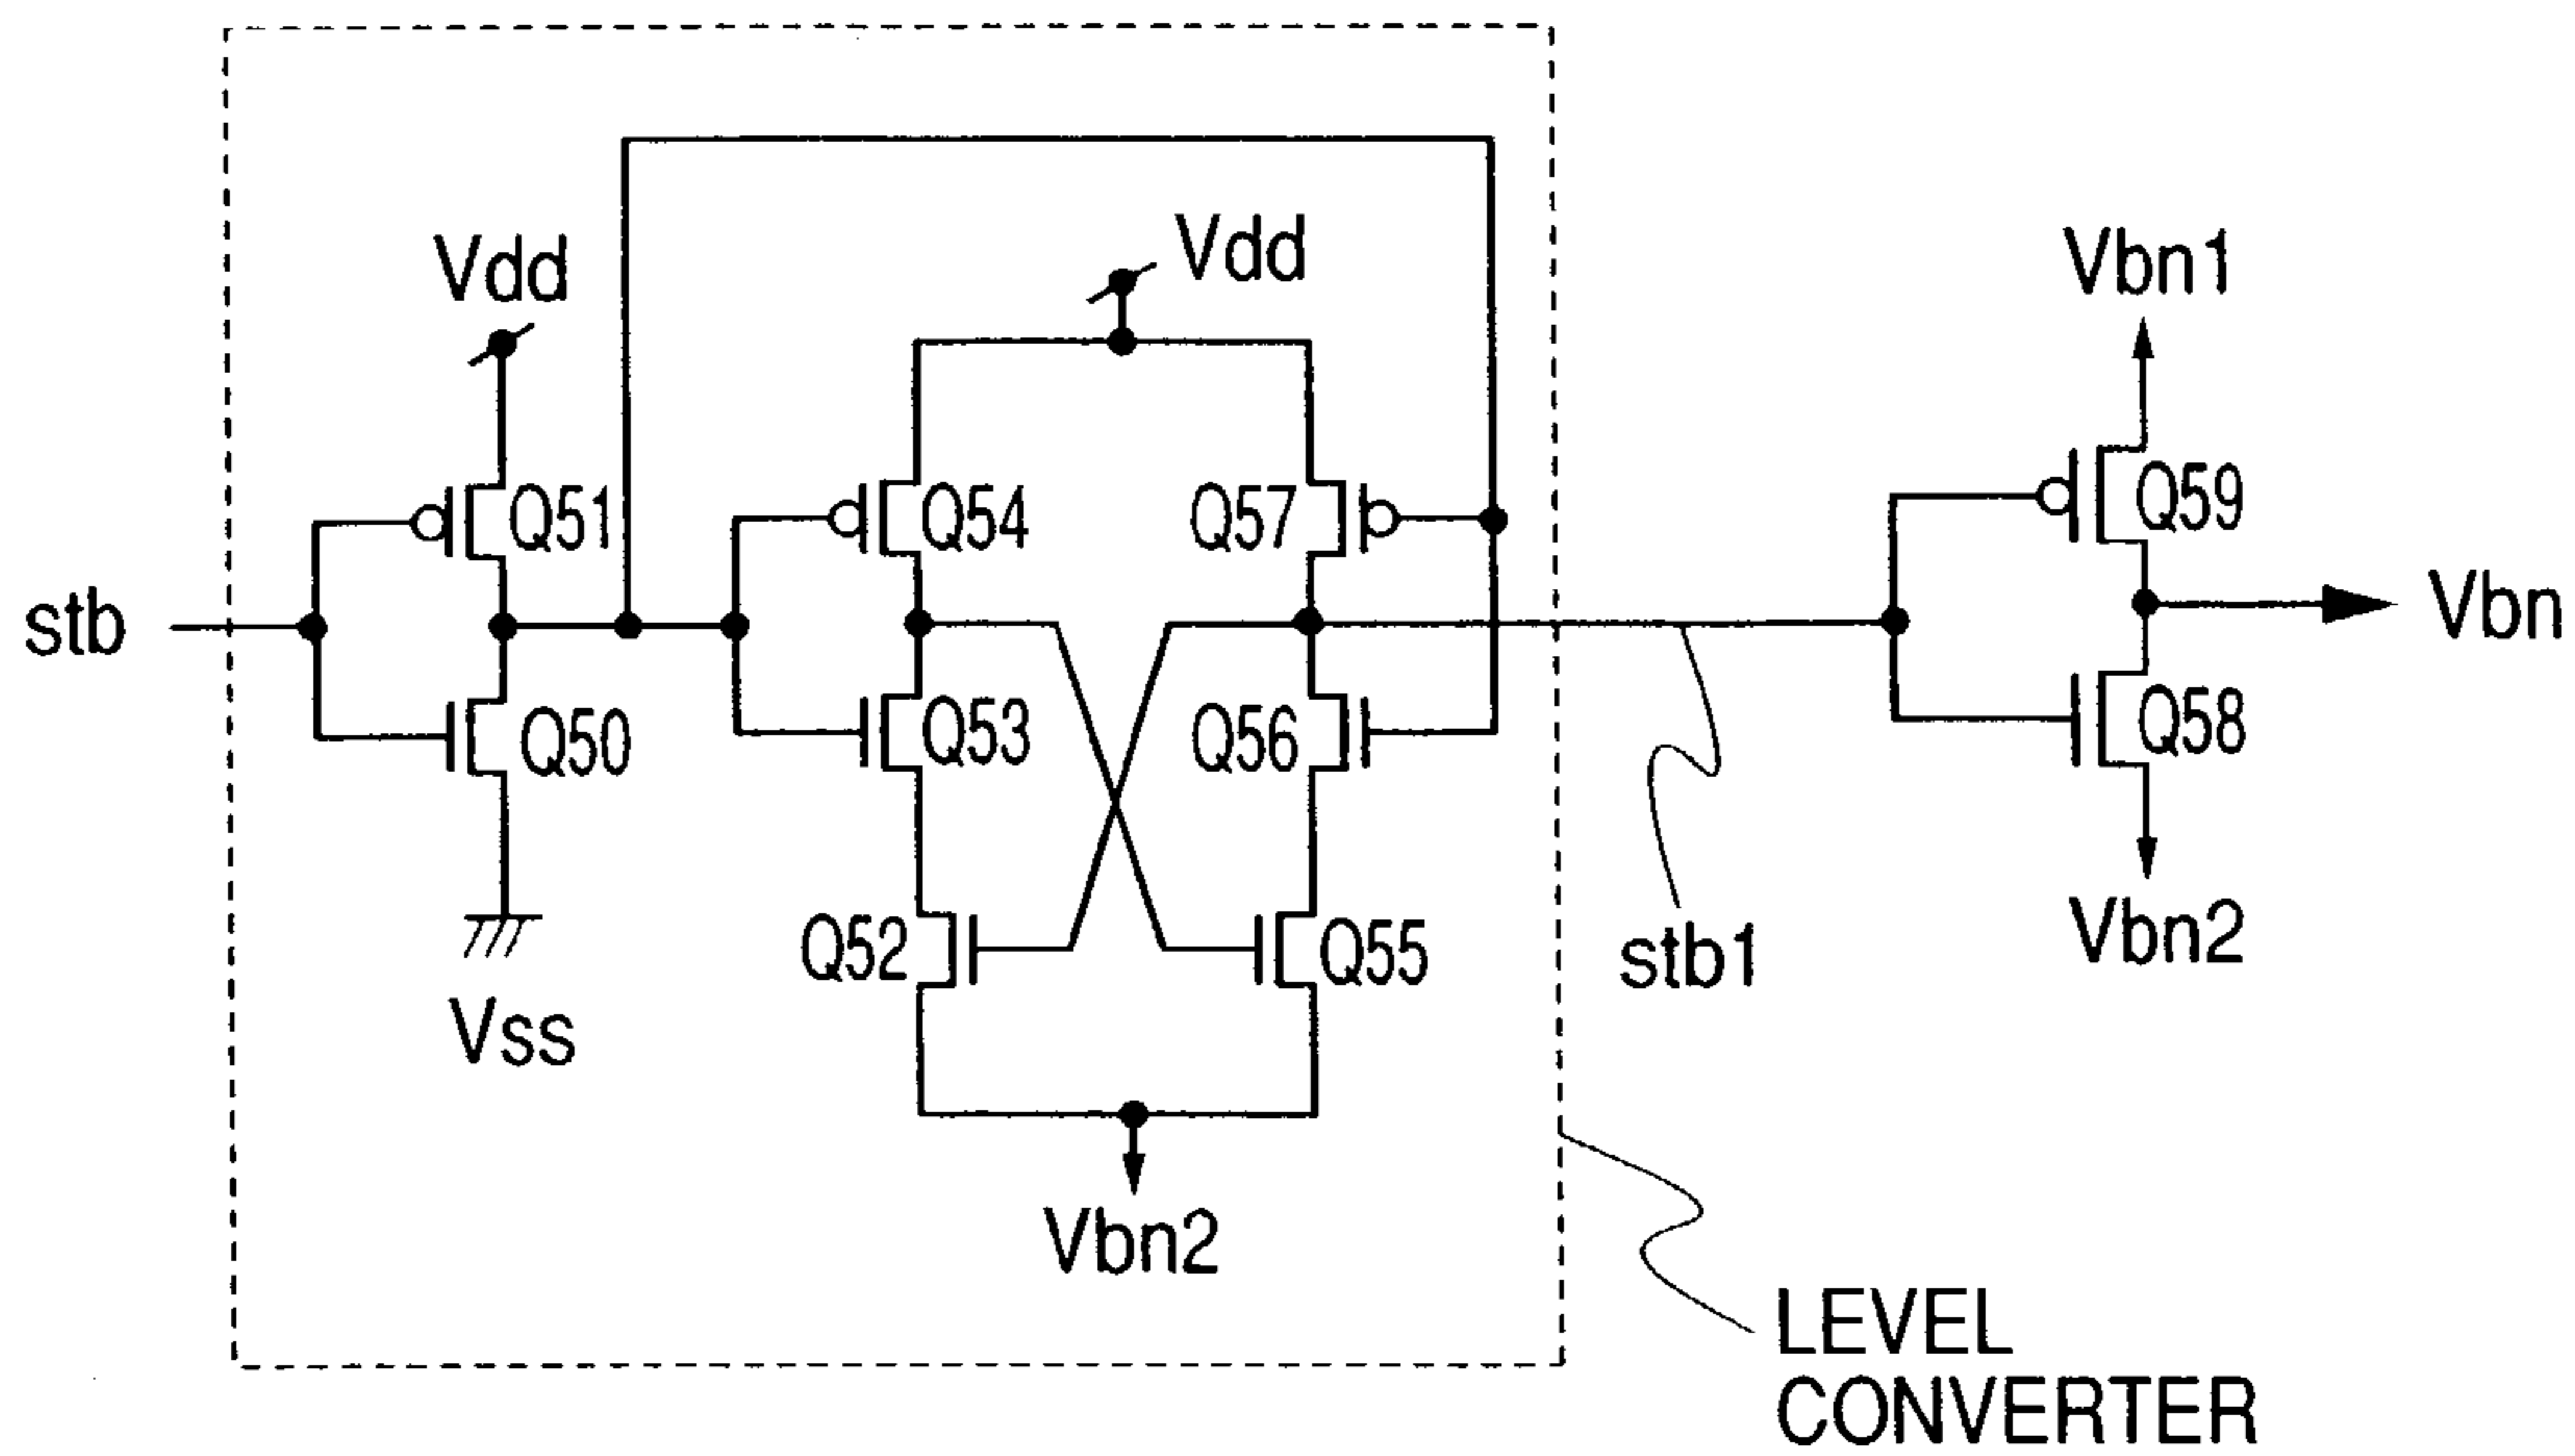 Vdd
Vdd
Vbn1
Q51
Q54
Q57
Q59
stb
Vbn
Q50
Q53
Q56
Q58
Q52
Q55
stb1
Vbn2
Vss
Vbn2
LEVEL
CONVERTER